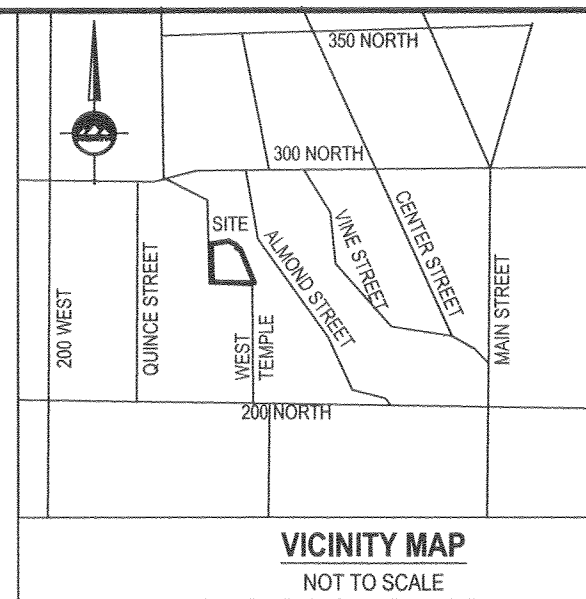 350 NORTH
300 NORTH
SITE
200 WEST
QUINCE STREET
WEST
TEMPLE
ALMOND STREET
VINE STREET
CENTER STREET
MAIN STREET
200 NORTH
VICINITY MAP
NOT TO SCALE